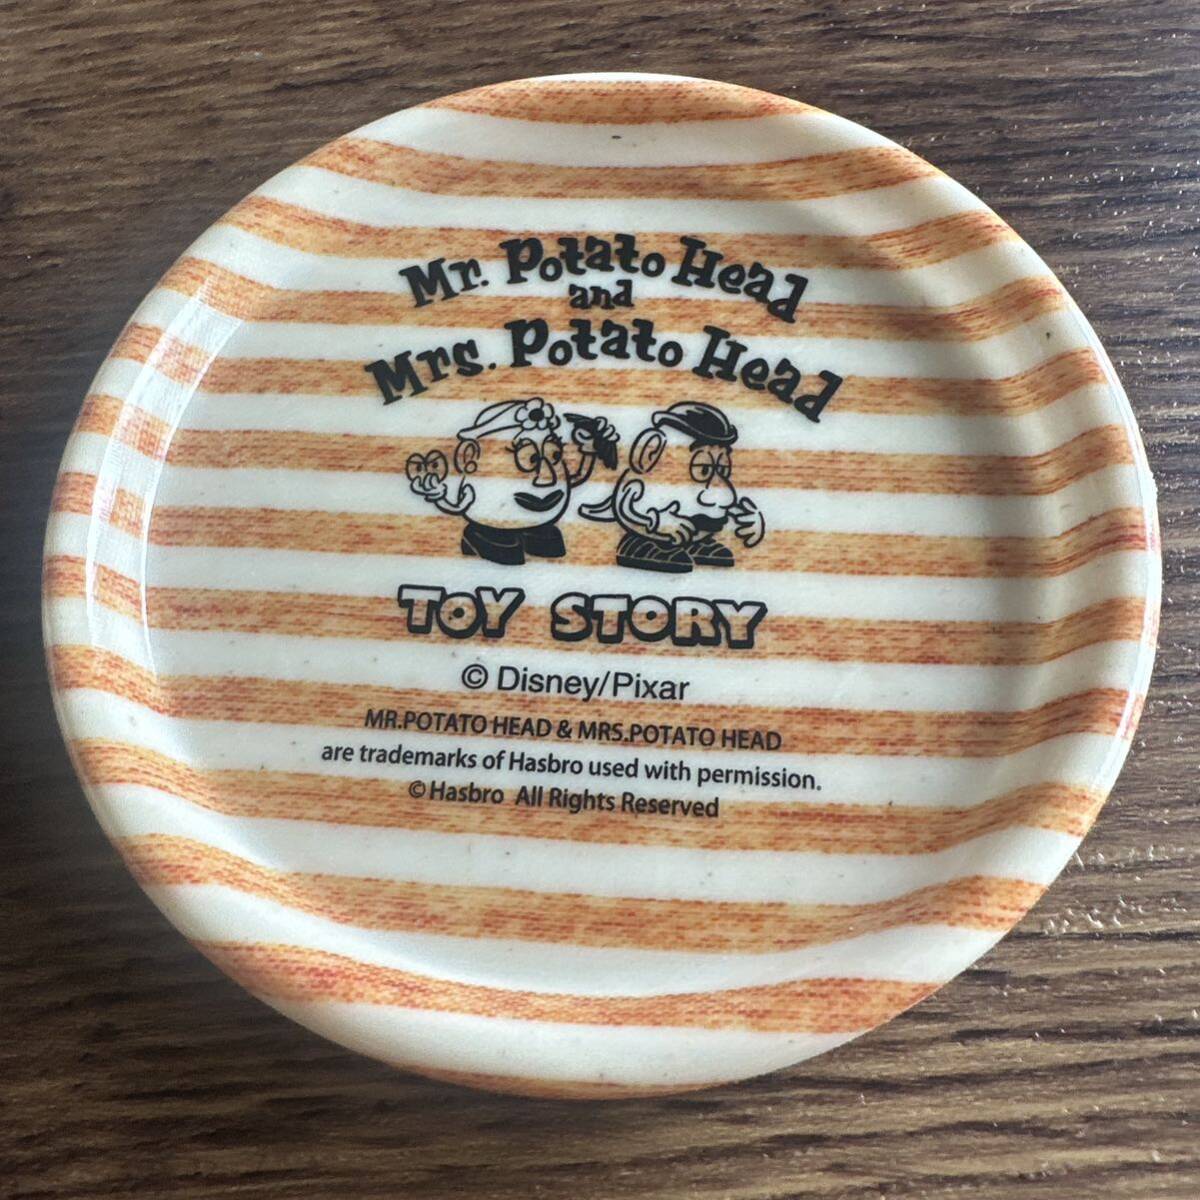 Mr. Potato Head
and
Mrs. Potato Head
TOY STORY
© Disney/Pixar
MR.POTATO HEAD & MRS.POTATO HEAD
are trademarks of Hasbro used with permission.
© Hasbro All Rights Reserved